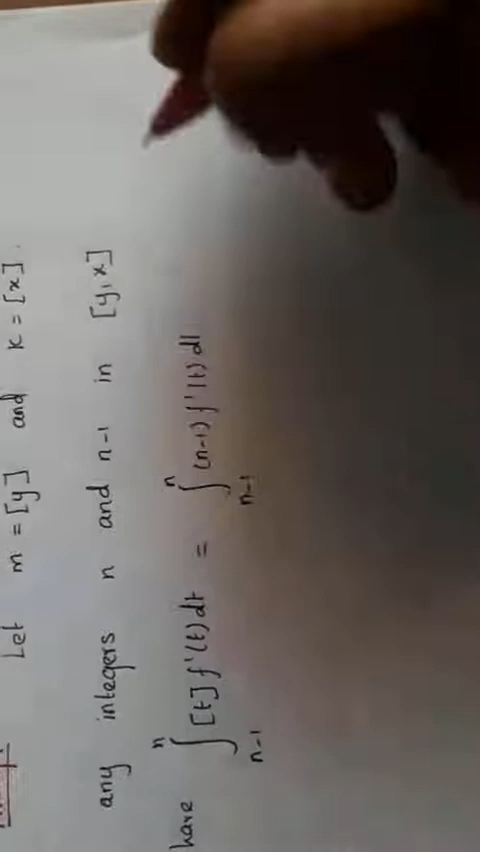 Let m = [y] and k = [x].
any integers n and n-1 in [y,x]
have ∫_{n-1}^{n} [t] f'(t) dt = ∫_{n-1}^{n} (n-1) f'(t) dt